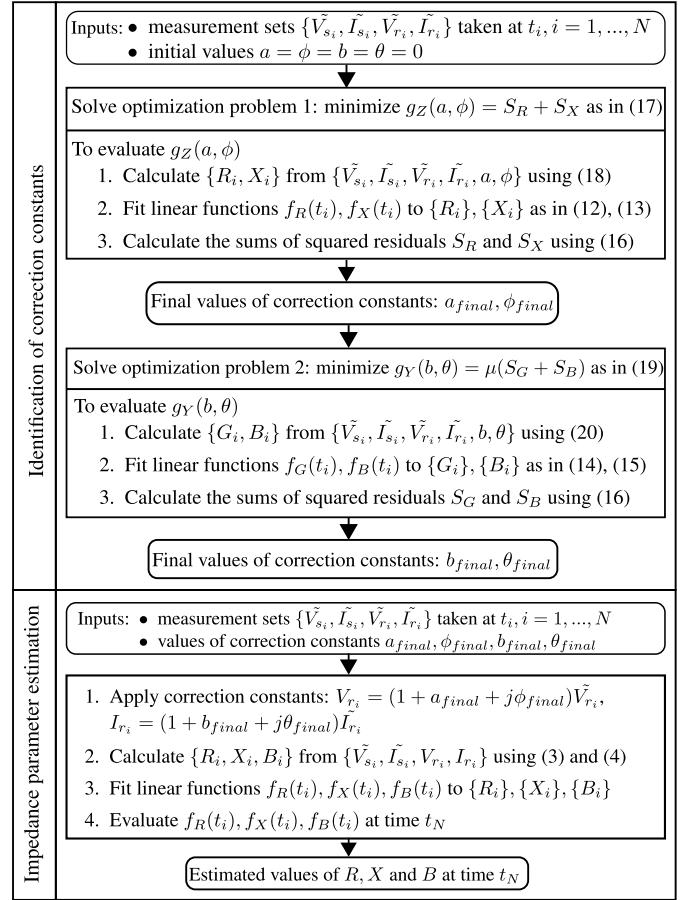 Identification of correction constants
Inputs: • measurement sets {Ṽ_{s_i}, Ĩ_{s_i}, Ṽ_{r_i}, Ĩ_{r_i}} taken at t_i, i = 1, ..., N
• initial values a = ϕ = b = θ = 0
Solve optimization problem 1: minimize g_Z(a, ϕ) = S_R + S_X as in (17)
To evaluate g_Z(a, ϕ)
1. Calculate {R_i, X_i} from {Ṽ_{s_i}, Ĩ_{s_i}, Ṽ_{r_i}, Ĩ_{r_i}, a, ϕ} using (18)
2. Fit linear functions f_R(t_i), f_X(t_i) to {R_i}, {X_i} as in (12), (13)
3. Calculate the sums of squared residuals S_R and S_X using (16)
Final values of correction constants: a_{final}, ϕ_{final}
Solve optimization problem 2: minimize g_Y(b, θ) = μ(S_G + S_B) as in (19)
To evaluate g_Y(b, θ)
1. Calculate {G_i, B_i} from {Ṽ_{s_i}, Ĩ_{s_i}, Ṽ_{r_i}, Ĩ_{r_i}, b, θ} using (20)
2. Fit linear functions f_G(t_i), f_B(t_i) to {G_i}, {B_i} as in (14), (15)
3. Calculate the sums of squared residuals S_G and S_B using (16)
Final values of correction constants: b_{final}, θ_{final}
Impedance parameter estimation
Inputs: • measurement sets {Ṽ_{s_i}, Ĩ_{s_i}, Ṽ_{r_i}, Ĩ_{r_i}} taken at t_i, i = 1, ..., N
• values of correction constants a_{final}, ϕ_{final}, b_{final}, θ_{final}
1. Apply correction constants: V_{r_i} = (1 + a_{final} + jϕ_{final})Ṽ_{r_i},
I_{r_i} = (1 + b_{final} + jθ_{final})Ĩ_{r_i}
2. Calculate {R_i, X_i, B_i} from {Ṽ_{s_i}, Ĩ_{s_i}, V_{r_i}, I_{r_i}} using (3) and (4)
3. Fit linear functions f_R(t_i), f_X(t_i), f_B(t_i) to {R_i}, {X_i}, {B_i}
4. Evaluate f_R(t_i), f_X(t_i), f_B(t_i) at time t_N
Estimated values of R, X and B at time t_N